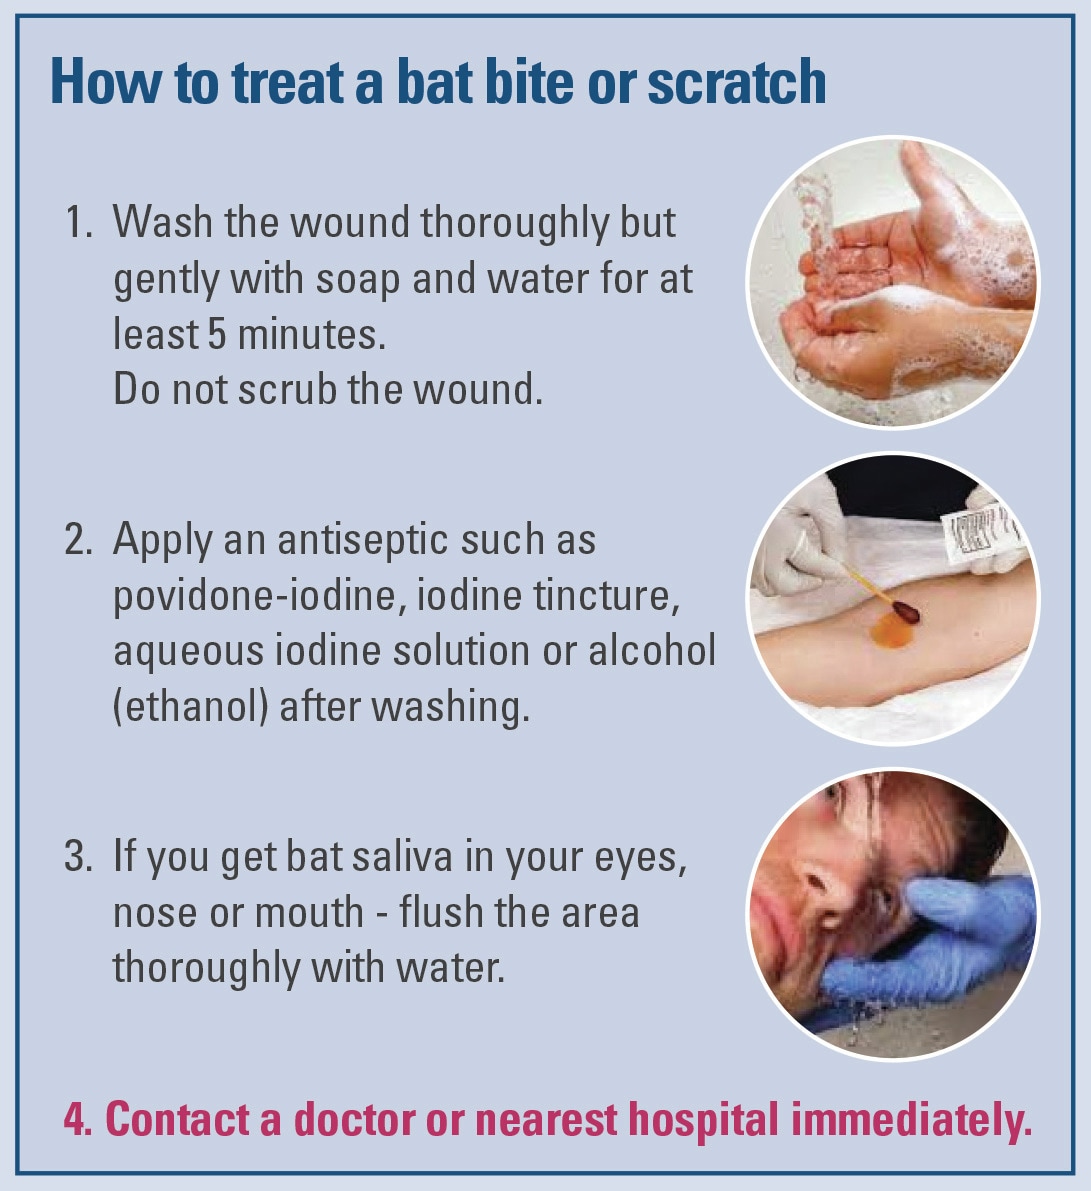 How to treat a bat bite or scratch
1. Wash the wound thoroughly but
gently with soap and water for at
least 5 minutes.
Do not scrub the wound.
2. Apply an antiseptic such as
povidone-iodine, iodine tincture,
aqueous iodine solution or alcohol
(ethanol) after washing.
3. If you get bat saliva in your eyes,
nose or mouth - flush the area
thoroughly with water.
4. Contact a doctor or nearest hospital immediately.